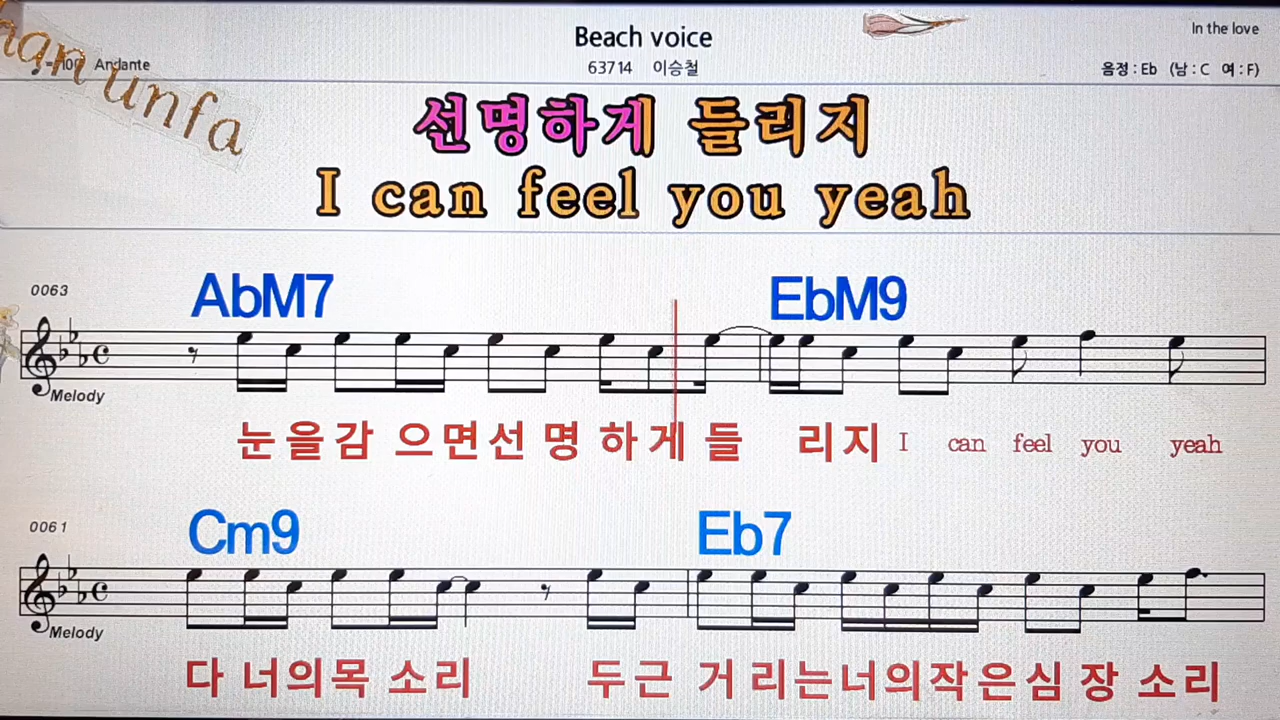 han unfa
Beach voice
In the love
= 100 Andante
63714 이승철
음정 : Eb (남 : C 여 : F)
선명하게 들리지
I can feel you yeah
0063
AbM7 EbM9
Melody
눈을감 으면선 명 하게 들 리지 I can feel you yeah
0061
Cm9 Eb7
Melody
다 너의목 소리 두근 거 리는너의작은심 장 소리